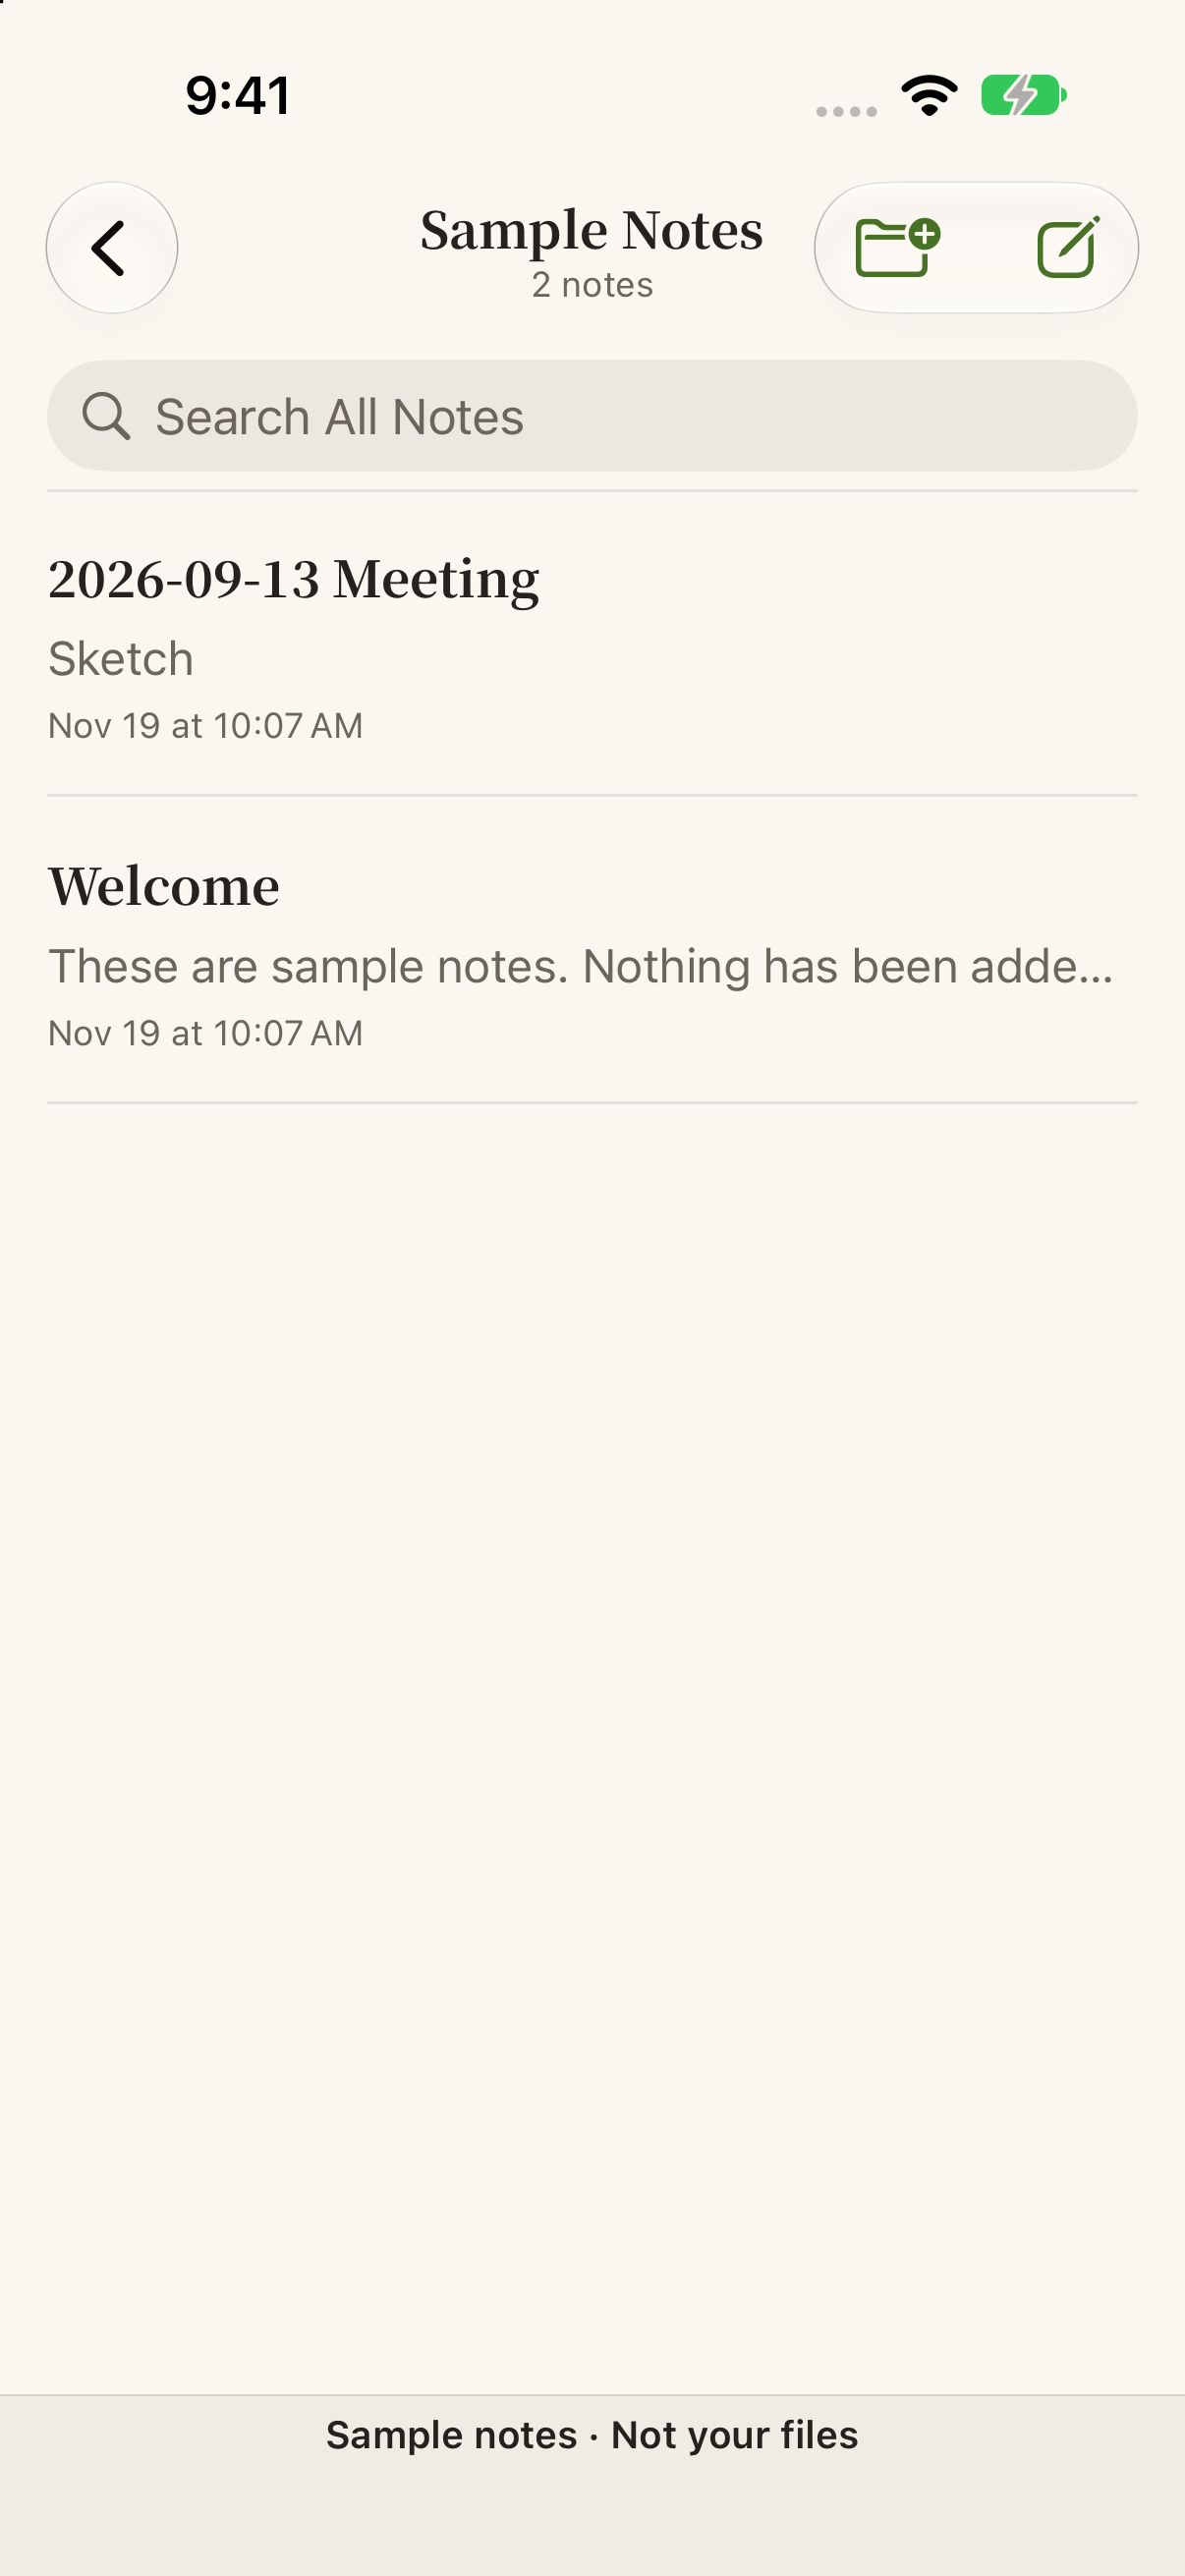 9:41
Sample Notes
2 notes
Search All Notes
2026-09-13 Meeting
Sketch
Nov 19 at 10:07 AM
Welcome
These are sample notes. Nothing has been adde...
Nov 19 at 10:07 AM
Sample notes · Not your files